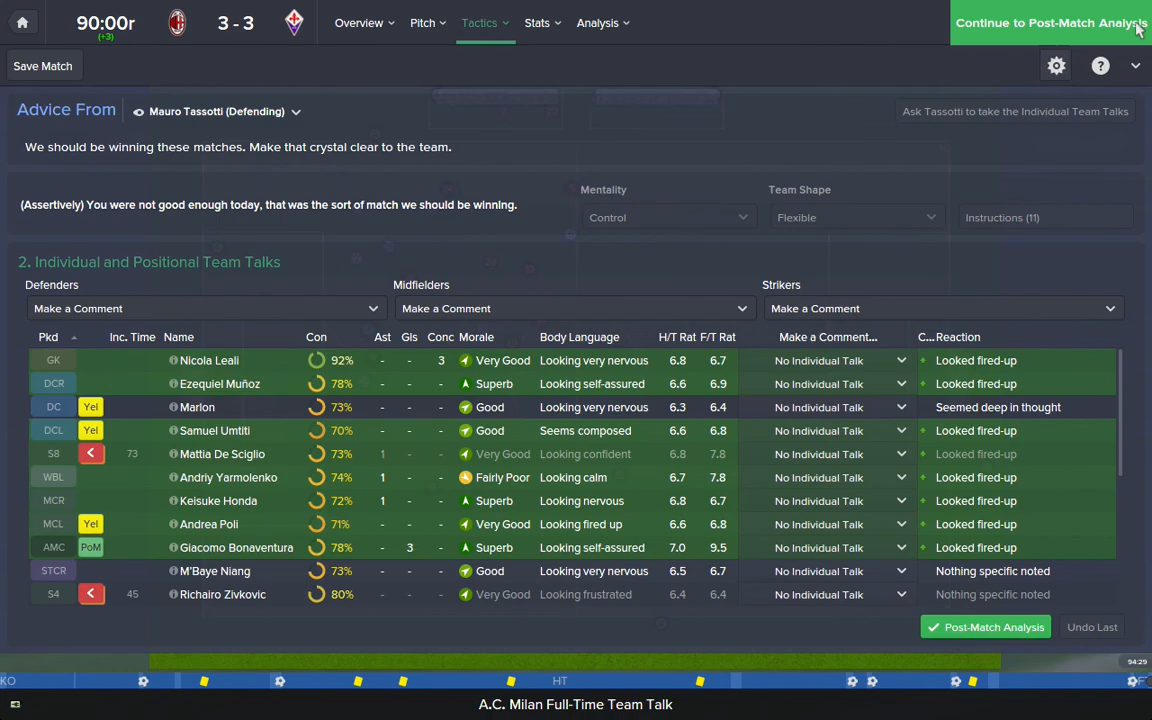 90:00r
(+3)
3 - 3
Overview
Pitch
Tactics
Stats
Analysis
Continue to Post-Match Analysis
Save Match
?
Advice From
Mauro Tassotti (Defending)
Ask Tassotti to take the Individual Team Talks
We should be winning these matches. Make that crystal clear to the team.
Mentality
Team Shape
(Assertively) You were not good enough today, that was the sort of match we should be winning.
Control
Flexible
Instructions (11)
2. Individual and Positional Team Talks
Defenders
Midfielders
Strikers
Make a Comment
Make a Comment
Make a Comment
Pkd Inc. Time Name Con Ast Gls Conc Morale Body Language H/T Rat F/T Rat Make a Comment... C... Reaction
GK Nicola Leali 92% - - 3 Very Good Looking very nervous 6.8 6.7 No Individual Talk Looked fired-up
DCR Ezequiel Muñoz 78% - - - Superb Looking self-assured 6.6 6.9 No Individual Talk Looked fired-up
DC Yel Marlon 73% - - - Good Looking very nervous 6.3 6.4 No Individual Talk Seemed deep in thought
DCL Yel Samuel Umtiti 70% - - - Good Seems composed 6.6 6.8 No Individual Talk Looked fired-up
S8 73 Mattia De Sciglio 73% 1 - - Very Good Looking confident 6.8 7.8 No Individual Talk Looked fired-up
WBL Andriy Yarmolenko 74% 1 - - Fairly Poor Looking calm 6.7 7.8 No Individual Talk Looked fired-up
MCR Keisuke Honda 72% 1 - - Superb Looking nervous 6.8 6.7 No Individual Talk Looked fired-up
MCL Yel Andrea Poli 71% - - - Very Good Looking fired up 6.6 6.8 No Individual Talk Looked fired-up
AMC PoM Giacomo Bonaventura 78% - 3 - Superb Looking self-assured 7.0 9.5 No Individual Talk Looked fired-up
STCR M'Baye Niang 73% - - - Good Looking very nervous 6.5 6.7 No Individual Talk Nothing specific noted
S4 45 Richairo Zivkovic 80% - - - Very Good Looking frustrated 6.4 6.4 No Individual Talk Nothing specific noted
Post-Match Analysis
Undo Last
94:29
KO
HT
A.C. Milan Full-Time Team Talk